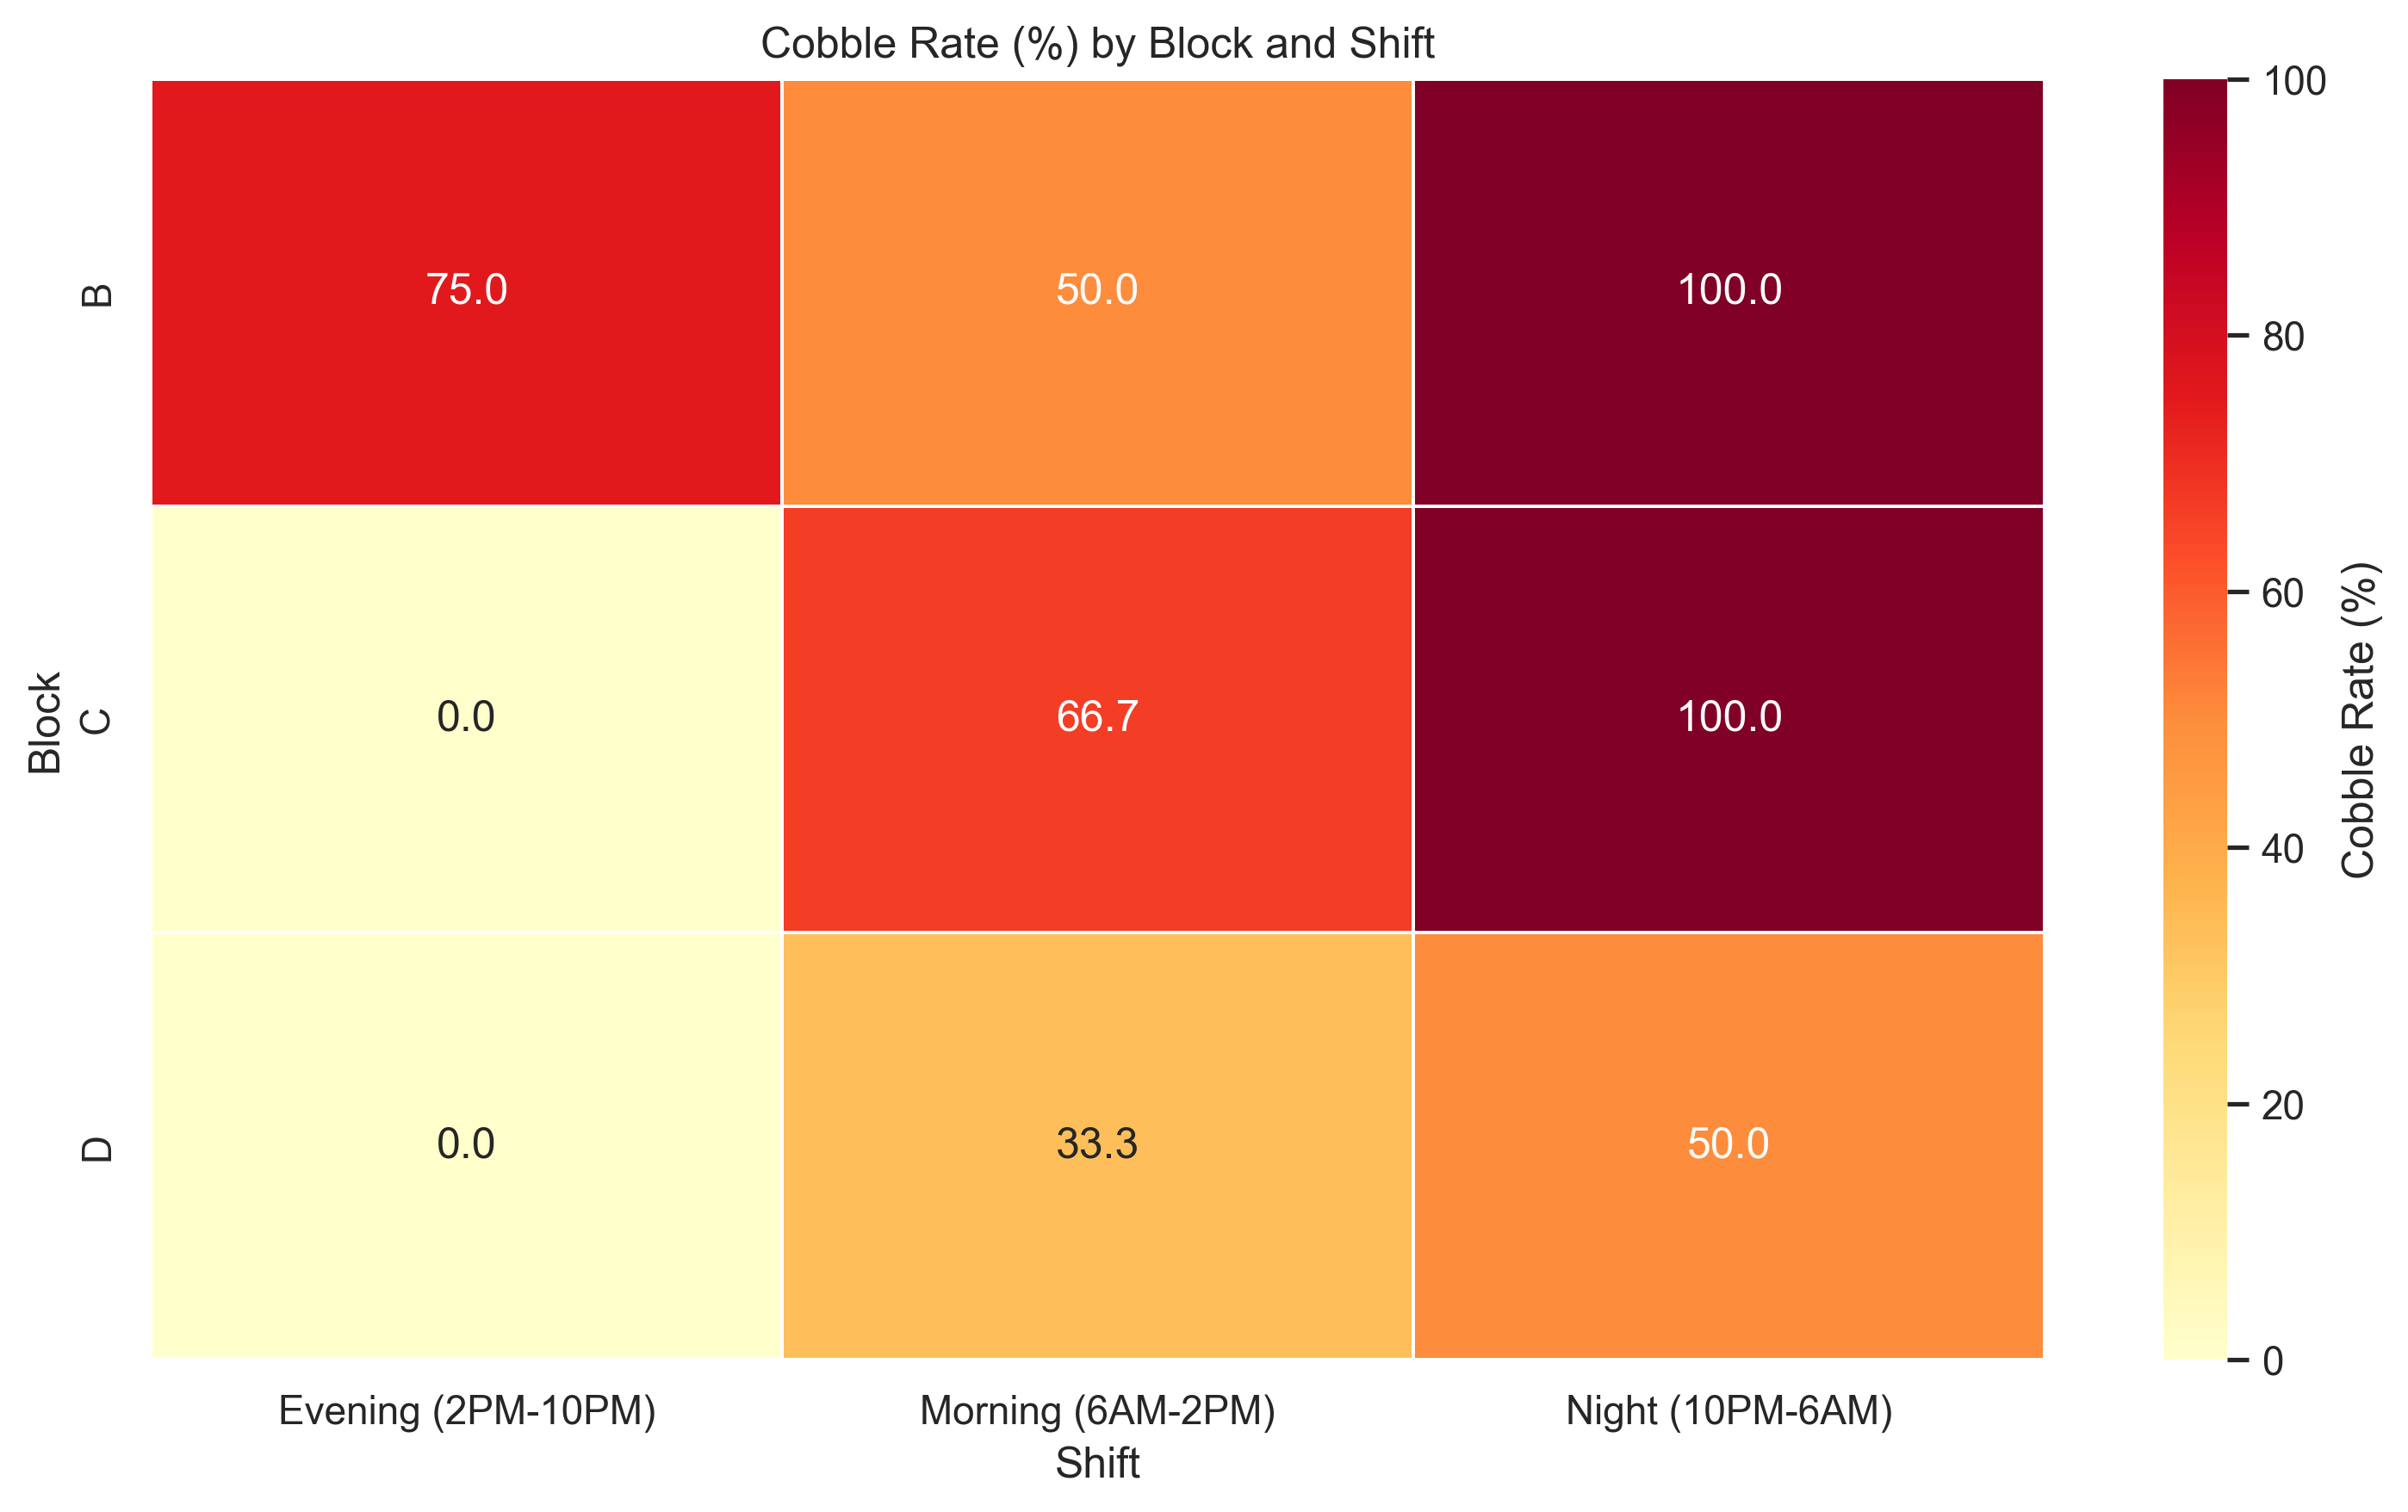 Cobble Rate (%) by Block and Shift
Block
B
75.0
50.0
100.0
C
0.0
66.7
100.0
D
0.0
33.3
50.0
Evening (2PM-10PM)
Morning (6AM-2PM)
Night (10PM-6AM)
Shift
100
80
60
40
20
0
Cobble Rate (%)